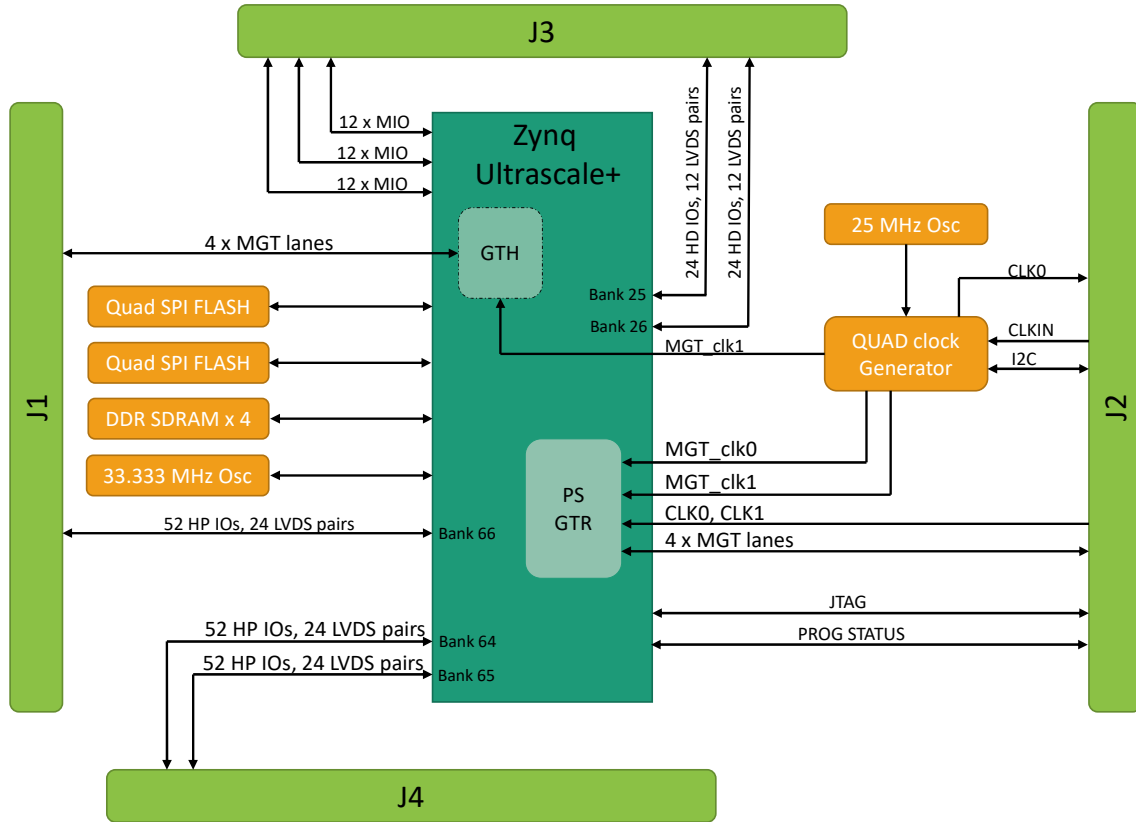 J3
12 x MIO
12 x MIO
12 x MIO
24 HD IOs, 12 LVDS pairs
24 HD IOs, 12 LVDS pairs
Zynq
Ultrascale+
4 x MGT lanes
GTH
25 MHz Osc
CLK0
Quad SPI FLASH
Bank 25
Bank 26
MGT_clk1
QUAD clock
Generator
CLKIN
I2C
Quad SPI FLASH
J1
J2
DDR SDRAM x 4
33.333 MHz Osc
MGT_clk0
MGT_clk1
PS
GTR
CLK0, CLK1
4 x MGT lanes
52 HP IOs, 24 LVDS pairs
Bank 66
JTAG
PROG STATUS
52 HP IOs, 24 LVDS pairs
Bank 64
52 HP IOs, 24 LVDS pairs
Bank 65
J4